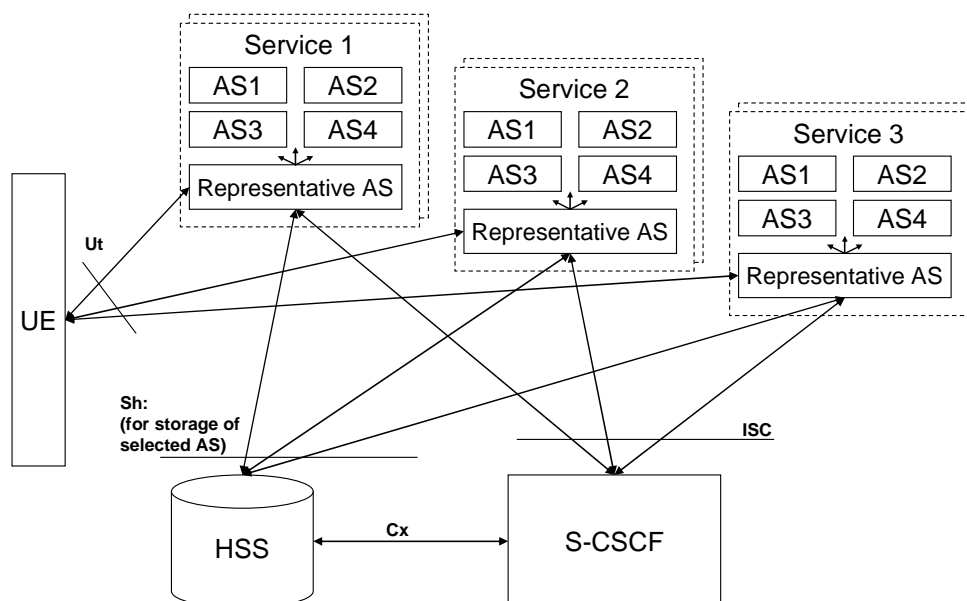 Service 1
AS1
AS2
AS3
AS4
Representative AS
Service 2
AS1
AS2
AS3
AS4
Representative AS
Service 3
AS1
AS2
AS3
AS4
Representative AS
Ut
UE
Sh:
(for storage of
selected AS)
ISC
HSS
Cx
S-CSCF